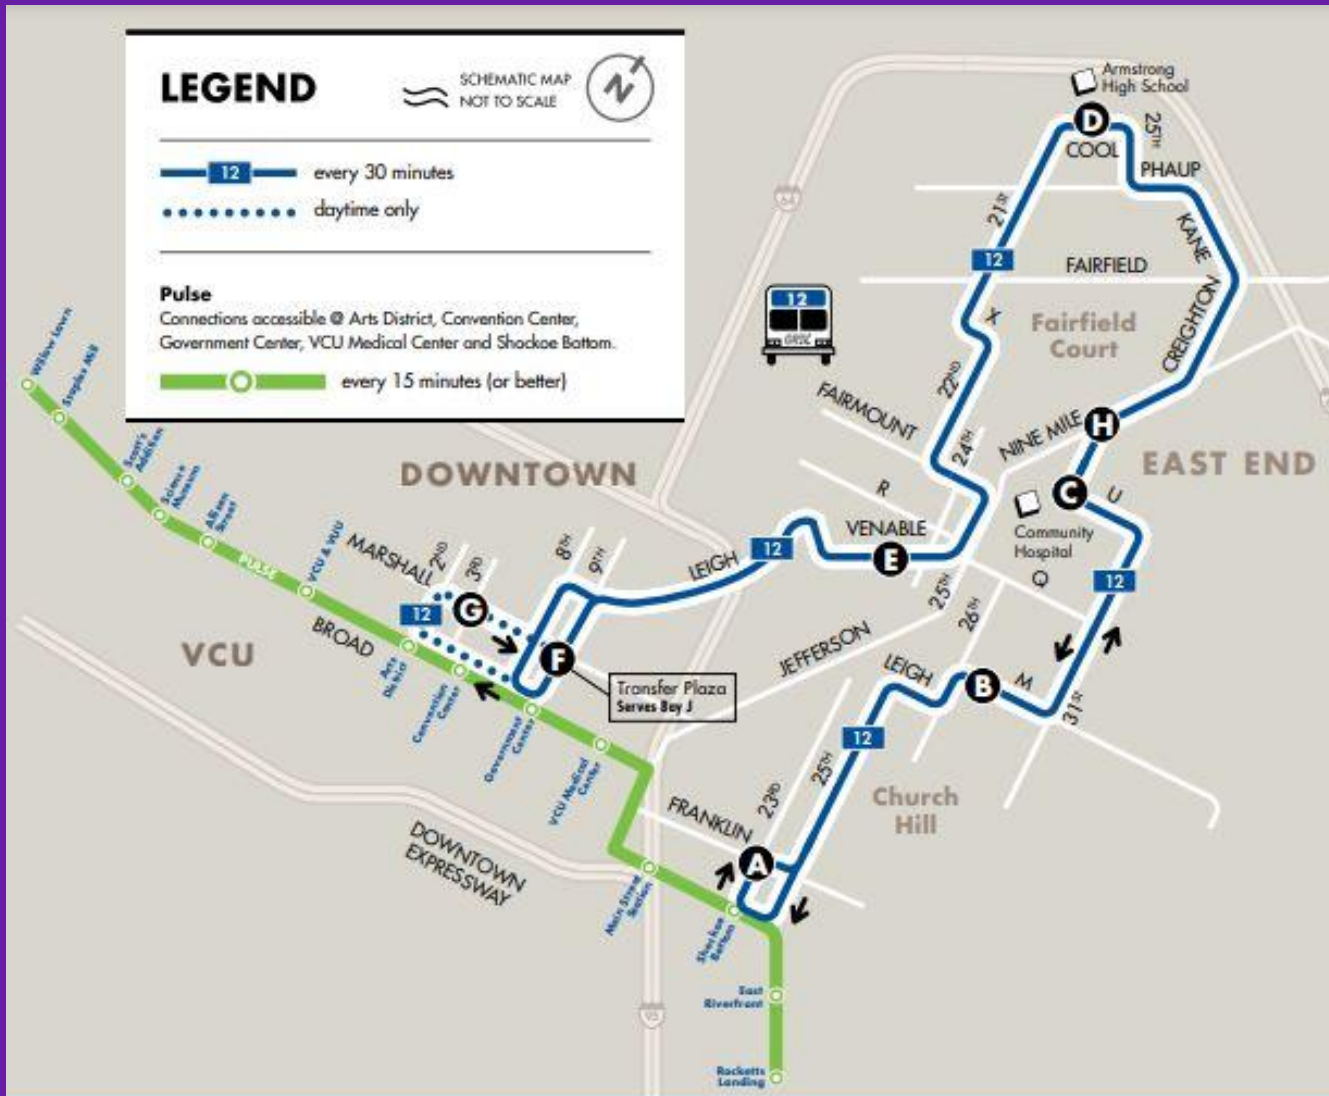 LEGEND
SCHEMATIC MAP
NOT TO SCALE
N
12
every 30 minutes
daytime only
Pulse
Connections accessible @ Arts District, Convention Center,
Government Center, VCU Medical Center and Shockoe Bottom.
every 15 minutes (or better)
Armstrong
High School
D
COOL
25TH
PHAUP
KANE
64
21ST
12
FAIRFIELD
CREIGHTON
X
Fairfield
Court
12
GRTC
22ND
FAIRMOUNT
24TH
NINE MILE
H
EAST END
R
C
U
Community
Hospital
VENABLE
E
Q
12
25TH
26TH
DOWNTOWN
LEIGH
12
8TH
9TH
MARSHALL
2ND
3RD
G
12
F
Transfer Plaza
Serves Bay J
JEFFERSON
LEIGH
B
M
31ST
12
25TH
23RD
Church
Hill
FRANKLIN
A
Willow Lawn
Staples Mill
Scott's
Addition
Science
Museum
Allison
Street
PULSE
VCU & VUU
BROAD
VCU
Arts
District
Convention
Center
Government
Center
VCU Medical
Center
DOWNTOWN
EXPRESSWAY
Main Street
Station
Shockoe
Bottom
95
East
Riverfront
Rocketts
Landing